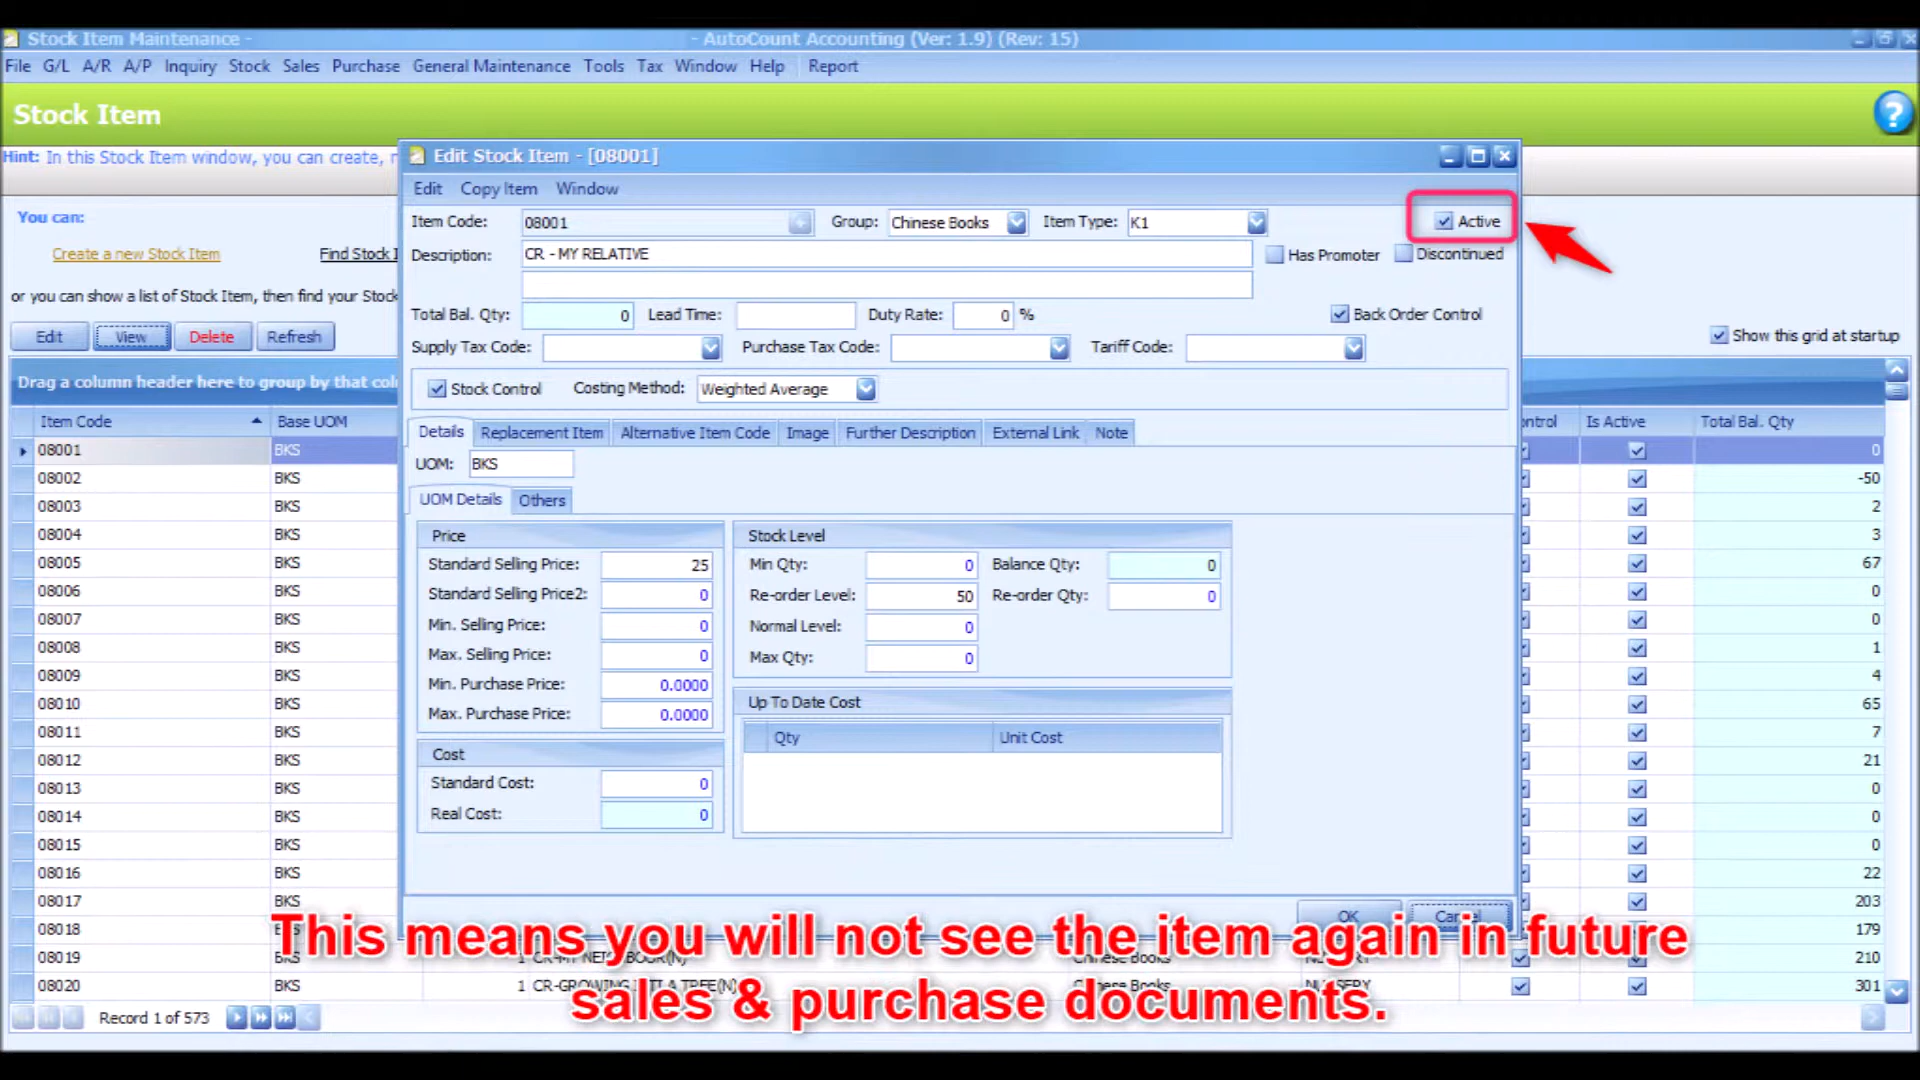 Stock Item Maintenance -
- AutoCount Accounting (Ver: 1.9) (Rev: 15)
File G/L A/R A/P Inquiry Stock Sales Purchase General Maintenance Tools Tax Window Help Report
Stock Item
?
Hint: In this Stock Item window, you can create,
You can:
Create a new Stock Item
Find Stock
or you can show a list of Stock Item, then find your Stock
Edit View Delete Refresh
Show this grid at startup
Drag a column header here to group by that
Edit Stock Item - [08001]
Edit Copy Item Window
Item Code: 08001 Group: Chinese Books Item Type: K1 Active
Description: CR - MY RELATIVE Has Promoter Discontinued
Total Bal. Qty: 0 Lead Time: Duty Rate: 0 % Back Order Control
Supply Tax Code: Purchase Tax Code: Tariff Code:
Stock Control Costing Method: Weighted Average
Details Replacement Item Alternative Item Code Image Further Description External Link Note
UOM: BKS
UOM Details Others
Price
Standard Selling Price: 25
Standard Selling Price2: 0
Min. Selling Price: 0
Max. Selling Price: 0
Min. Purchase Price: 0.0000
Max. Purchase Price: 0.0000
Cost
Standard Cost: 0
Real Cost: 0
Stock Level
Min Qty: 0 Balance Qty: 0
Re-order Level: 50 Re-order Qty: 0
Normal Level: 0
Max Qty: 0
Up To Date Cost
Qty Unit Cost
OK Cancel
Item Code Base UOM Is Active Total Bal. Qty
08001 BKS 0
08002 BKS -50
08003 BKS 2
08004 BKS 3
08005 BKS 67
08006 BKS 0
08007 BKS 0
08008 BKS 1
08009 BKS 4
08010 BKS 65
08011 BKS 7
08012 BKS 21
08013 BKS 0
08014 BKS 0
08015 BKS 0
08016 BKS 22
08017 BKS 203
08018 BKS 179
08019 BKS 1 Chinese Books 210
08020 BKS 1 Chinese Books NURSERY 301
Record 1 of 573
This means you will not see the item again in future
sales & purchase documents.